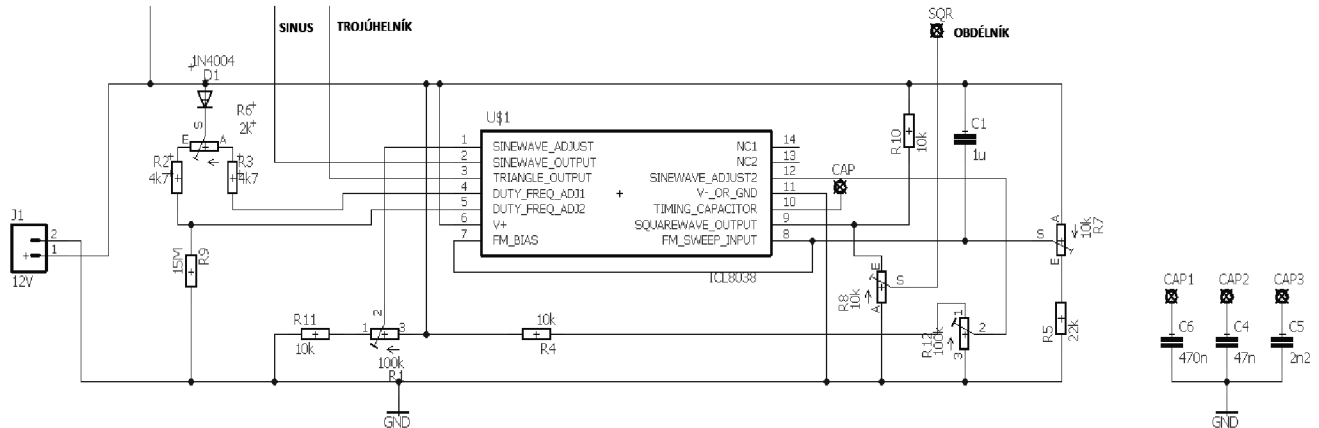 SINUS
TROJÚHELNÍK
SQR
OBDÉLNÍK
1N4004
D1
R6
2k
S
E
A
R2
4k7
R3
4k7
U$1
1 SINEWAVE_ADJUST
2 SINEWAVE_OUTPUT
3 TRIANGLE_OUTPUT
4 DUTY_FREQ_ADJ1
5 DUTY_FREQ_ADJ2
6 V+
7 FM_BIAS
NC1 14
NC2 13
SINEWAVE_ADJUST2 12
V-_OR_GND 11
TIMING_CAPACITOR 10
SQUAREWAVE_OUTPUT 9
FM_SWEEP_INPUT 8
ICL8038
CAP
R10
10k
C1
1u
A
S
E
10k
R7
J1
2
1
12V
15M
R9
E
S
A
R8
10k
R11
10k
1
2
3
100k
R1
10k
R4
R12
100k
1
2
3
R5
22k
GND
CAP1
CAP2
CAP3
C6
470n
C4
47n
C5
2n2
GND